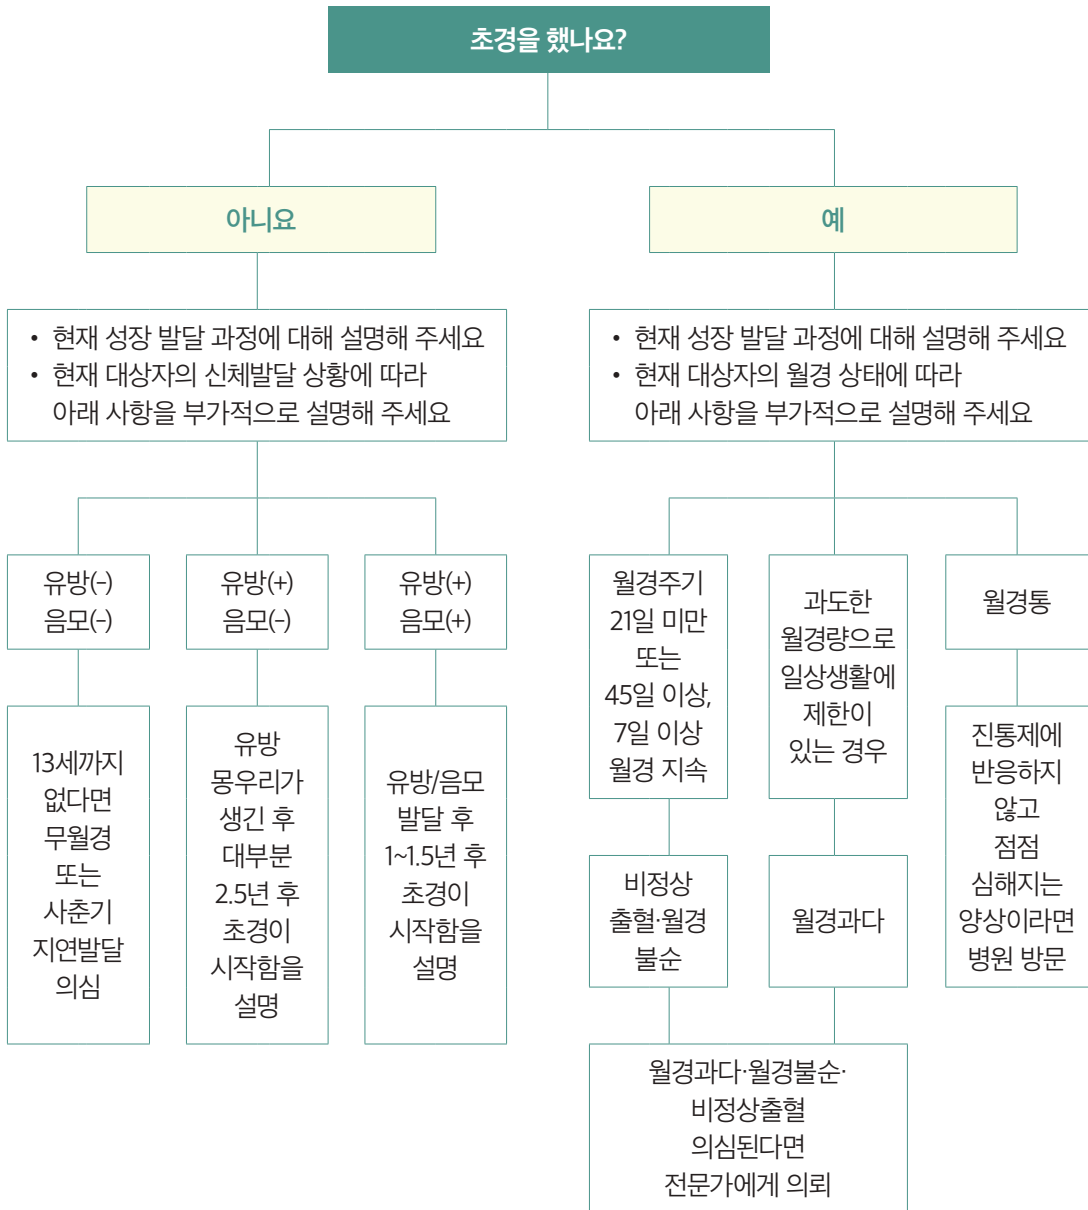 초경을 했나요?
아니요
예
• 현재 성장 발달 과정에 대해 설명해 주세요
• 현재 대상자의 신체발달 상황에 따라
아래 사항을 부가적으로 설명해 주세요
• 현재 성장 발달 과정에 대해 설명해 주세요
• 현재 대상자의 월경 상태에 따라
아래 사항을 부가적으로 설명해 주세요
유방(-)
음모(-)
유방(+)
음모(-)
유방(+)
음모(+)
월경주기
21일 미만
또는
45일 이상,
7일 이상
월경 지속
과도한
월경량으로
일상생활에
제한이
있는 경우
월경통
13세까지
없다면
무월경
또는
사춘기
지연발달
의심
유방
몽우리가
생긴 후
대부분
2.5년 후
초경이
시작함을
설명
유방/음모
발달 후
1~1.5년 후
초경이
시작함을
설명
비정상
출혈·월경
불순
월경과다
진통제에
반응하지
않고
점점
심해지는
양상이라면
병원 방문
월경과다·월경불순·
비정상출혈
의심된다면
전문가에게 의뢰